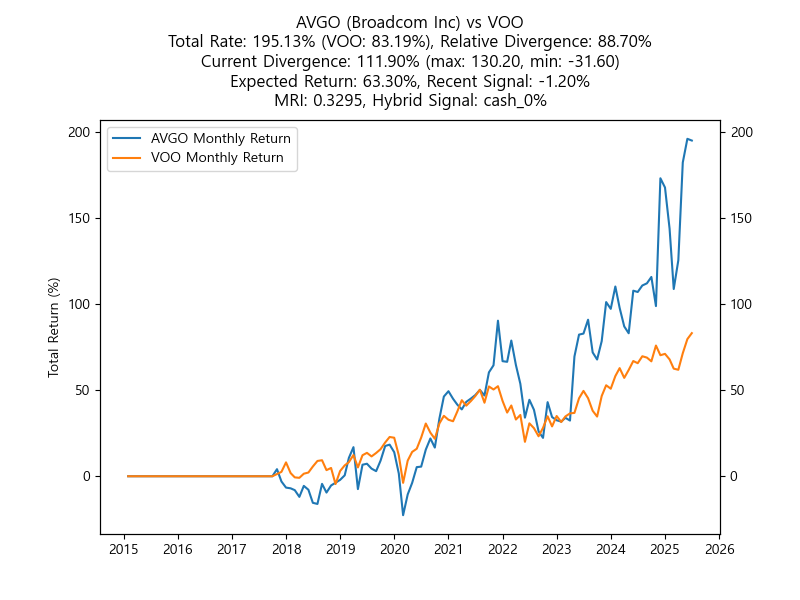 AVGO (Broadcom Inc) vs VOO
Total Rate: 195.13% (VOO: 83.19%), Relative Divergence: 88.70%
Current Divergence: 111.90% (max: 130.20, min: -31.60)
Expected Return: 63.30%, Recent Signal: -1.20%
MRI: 0.3295, Hybrid Signal: cash_0%
AVGO Monthly Return
VOO Monthly Return
Total Return (%)
200
150
100
50
0
200
150
100
50
0
2015 2016 2017 2018 2019 2020 2021 2022 2023 2024 2025 2026